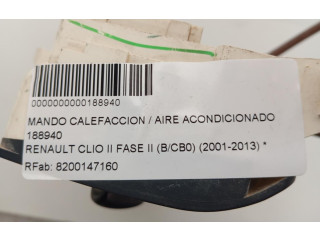 0000000000188940
MANDO CALEFACCION / AIRE ACONDICIONADO
188940
RENAULT CLIO II FASE II (B/CB0) (2001-2013) *
RFab: 8200147160